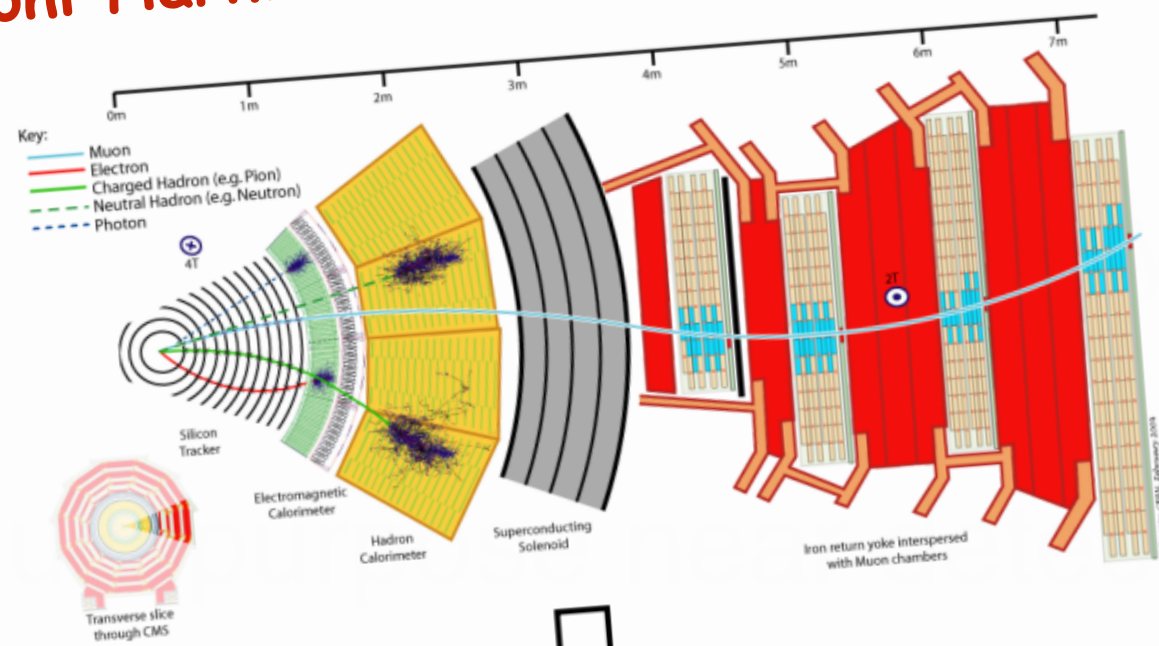 0m
1m
2m
3m
4m
5m
6m
7m
Key:
Muon
Electron
Charged Hadron (e.g. Pion)
Neutral Hadron (e.g. Neutron)
Photon
4T
2T
Silicon
Tracker
Electromagnetic
Calorimeter
Hadron
Calorimeter
Superconducting
Solenoid
Iron return yoke interspersed
with Muon chambers
Transverse slice
through CMS